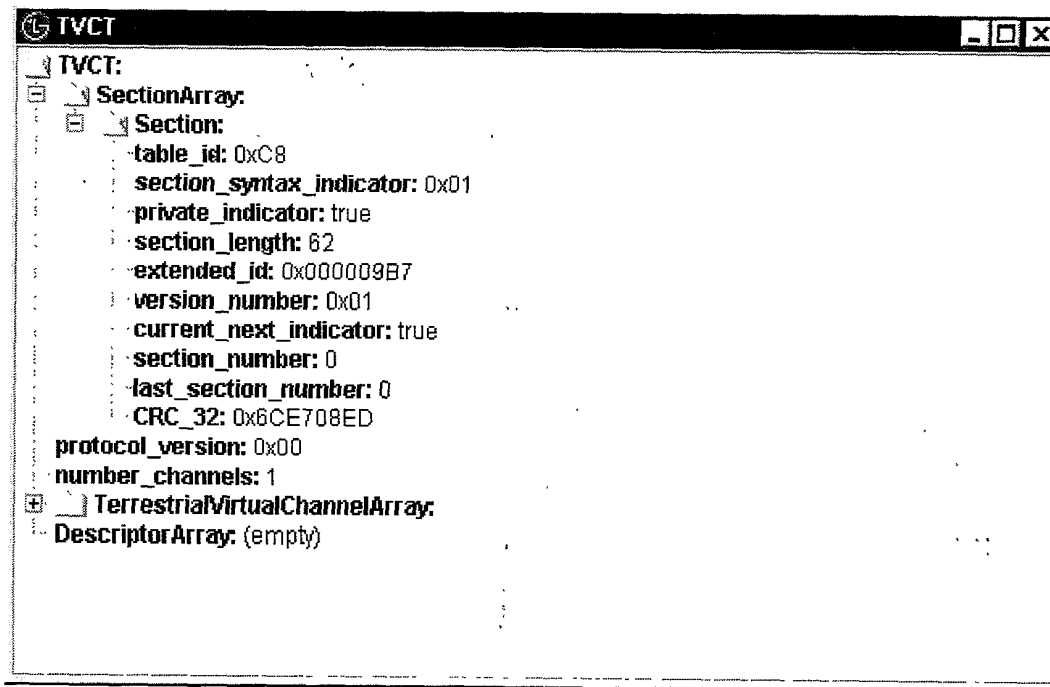 TVCT
TVCT:
SectionArray:
Section:
table_id: 0xC8
section_syntax_indicator: 0x01
private_indicator: true
section_length: 62
extended_id: 0x000009B7
version_number: 0x01
current_next_indicator: true
section_number: 0
last_section_number: 0
CRC_32: 0x6CE708ED
protocol_version: 0x00
number_channels: 1
TerrestrialVirtualChannelArray:
DescriptorArray: (empty)